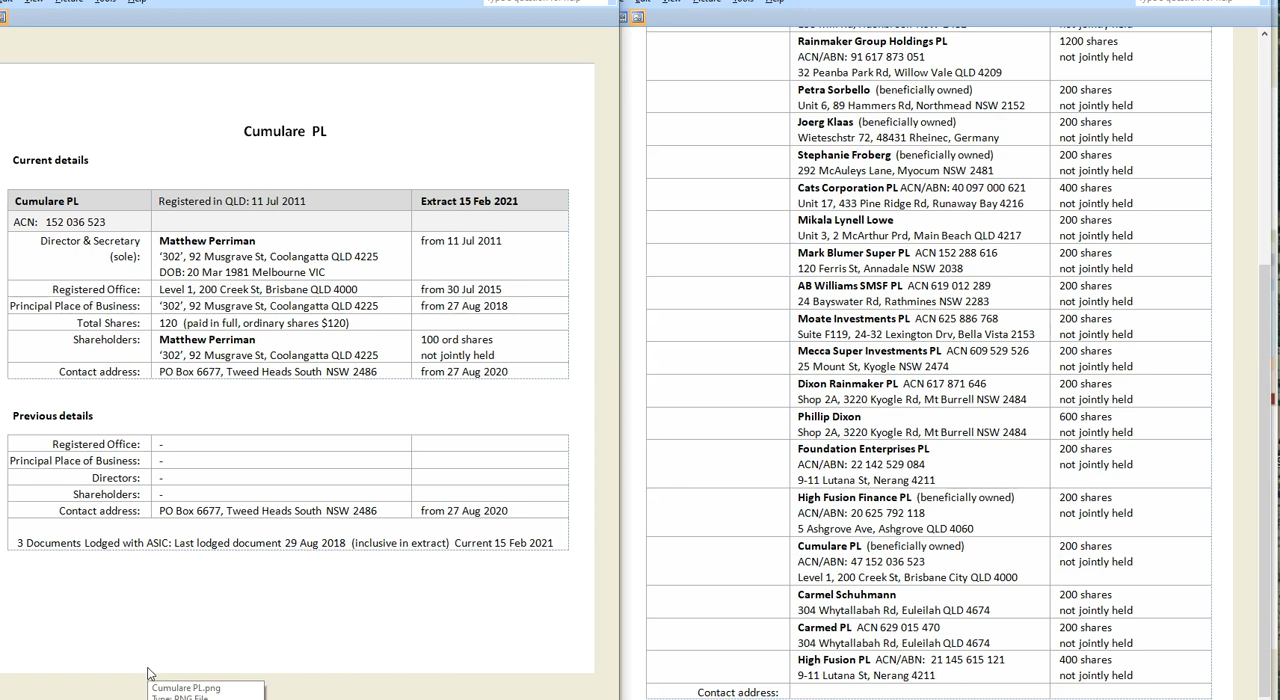 Cumulare PL
Current details
Cumulare PL Registered in QLD: 11 Jul 2011 Extract 15 Feb 2021
ACN: 152 036 523
Director & Secretary Matthew Perriman from 11 Jul 2011
(sole): ‘302’, 92 Musgrave St, Coolangatta QLD 4225
DOB: 20 Mar 1981 Melbourne VIC
Registered Office: Level 1, 200 Creek St, Brisbane QLD 4000 from 30 Jul 2015
Principal Place of Business: ‘302’, 92 Musgrave St, Coolangatta QLD 4225 from 27 Aug 2018
Total Shares: 120 (paid in full, ordinary shares $120)
Shareholders: Matthew Perriman 100 ord shares
‘302’, 92 Musgrave St, Coolangatta QLD 4225 not jointly held
Contact address: PO Box 6677, Tweed Heads South NSW 2486 from 27 Aug 2020
Previous details
Registered Office: -
Principal Place of Business: -
Directors: -
Shareholders: -
Contact address: PO Box 6677, Tweed Heads South NSW 2486 from 27 Aug 2020
3 Documents Lodged with ASIC: Last lodged document 29 Aug 2018 (inclusive in extract) Current 15 Feb 2021
Cumulare PL.png
Type: PNG File
Rainmaker Group Holdings PL 1200 shares
ACN/ABN: 91 617 873 051 not jointly held
32 Peanba Park Rd, Willow Vale QLD 4209
Petra Sorbello (beneficially owned) 200 shares
Unit 6, 89 Hammers Rd, Northmead NSW 2152 not jointly held
Joerg Klaas (beneficially owned) 200 shares
Wieteschstr 72, 48431 Rheinec, Germany not jointly held
Stephanie Froberg (beneficially owned) 200 shares
292 McAuleys Lane, Myocum NSW 2481 not jointly held
Cats Corporation PL ACN/ABN: 40 097 000 621 400 shares
Unit 17, 433 Pine Ridge Rd, Runaway Bay 4216 not jointly held
Mikala Lynell Lowe 200 shares
Unit 3, 2 McArthur Prd, Main Beach QLD 4217 not jointly held
Mark Blumer Super PL ACN 152 288 616 200 shares
120 Ferris St, Annadale NSW 2038 not jointly held
AB Williams SMSF PL ACN 619 012 289 200 shares
24 Bayswater Rd, Rathmines NSW 2283 not jointly held
Moate Investments PL ACN 625 886 768 200 shares
Suite F119, 24-32 Lexington Drv, Bella Vista 2153 not jointly held
Mecca Super Investments PL ACN 609 529 526 200 shares
25 Mount St, Kyogle NSW 2474 not jointly held
Dixon Rainmaker PL ACN 617 871 646 200 shares
Shop 2A, 3220 Kyogle Rd, Mt Burrell NSW 2484 not jointly held
Phillip Dixon 600 shares
Shop 2A, 3220 Kyogle Rd, Mt Burrell NSW 2484 not jointly held
Foundation Enterprises PL 200 shares
ACN/ABN: 22 142 529 084 not jointly held
9-11 Lutana St, Nerang 4211
High Fusion Finance PL (beneficially owned) 200 shares
ACN/ABN: 20 625 792 118 not jointly held
5 Ashgrove Ave, Ashgrove QLD 4060
Cumulare PL (beneficially owned) 200 shares
ACN/ABN: 47 152 036 523 not jointly held
Level 1, 200 Creek St, Brisbane City QLD 4000
Carmel Schuhmann 200 shares
304 Whytallabah Rd, Euleilah QLD 4674 not jointly held
Carmed PL ACN 629 015 470 200 shares
304 Whytallabah Rd, Euleilah QLD 4674 not jointly held
High Fusion PL ACN/ABN: 21 145 615 121 400 shares
9-11 Lutana St, Nerang 4211 not jointly held
Contact address: